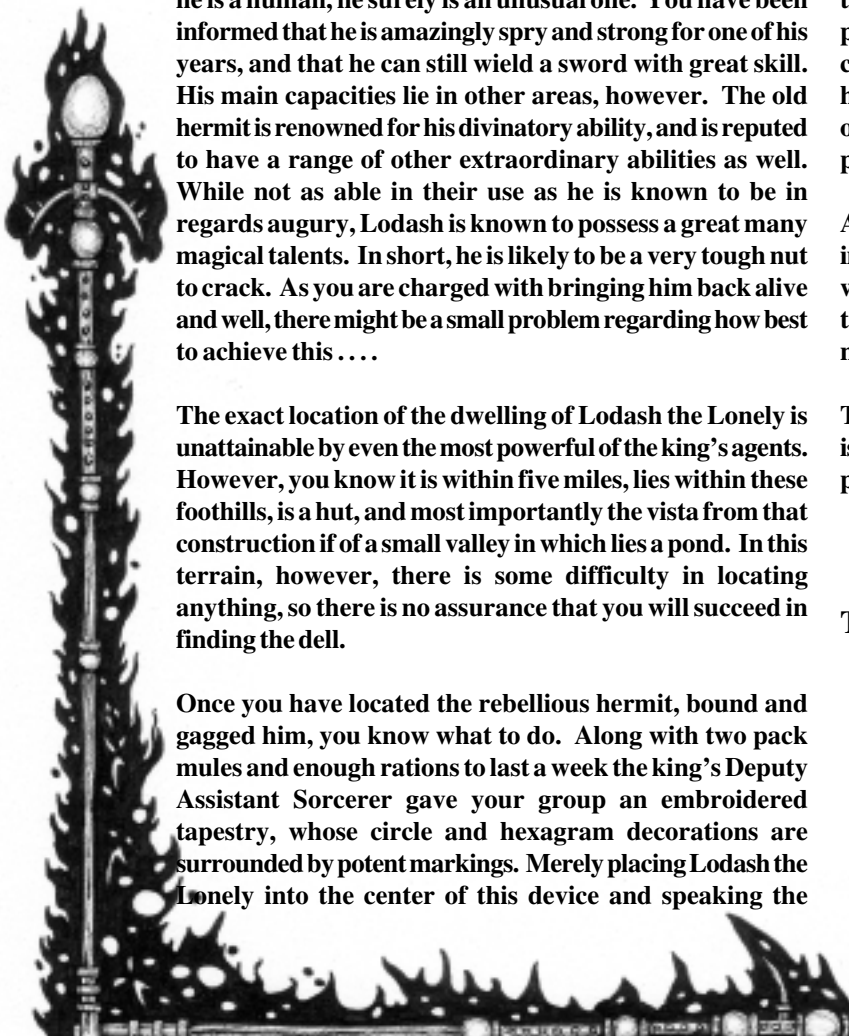 he is a human, he surely is an unusual one. You have been
informed that he is amazingly spry and strong for one of his
years, and that he can still wield a sword with great skill.
His main capacities lie in other areas, however. The old
hermit is renowned for his divinatory ability, and is reputed
to have a range of other extraordinary abilities as well.
While not as able in their use as he is known to be in
regards augury, Lodash is known to possess a great many
magical talents. In short, he is likely to be a very tough nut
to crack. As you are charged with bringing him back alive
and well, there might be a small problem regarding how best
to achieve this . . . .
The exact location of the dwelling of Lodash the Lonely is
unattainable by even the most powerful of the king's agents.
However, you know it is within five miles, lies within these
foothills, is a hut, and most importantly the vista from that
construction if of a small valley in which lies a pond. In this
terrain, however, there is some difficulty in locating
anything, so there is no assurance that you will succeed in
finding the dell.
Once you have located the rebellious hermit, bound and
gagged him, you know what to do. Along with two pack
mules and enough rations to last a week the king's Deputy
Assistant Sorcerer gave your group an embroidered
tapestry, whose circle and hexagram decorations are
surrounded by potent markings. Merely placing Lodash the
Lonely into the center of this device and speaking the